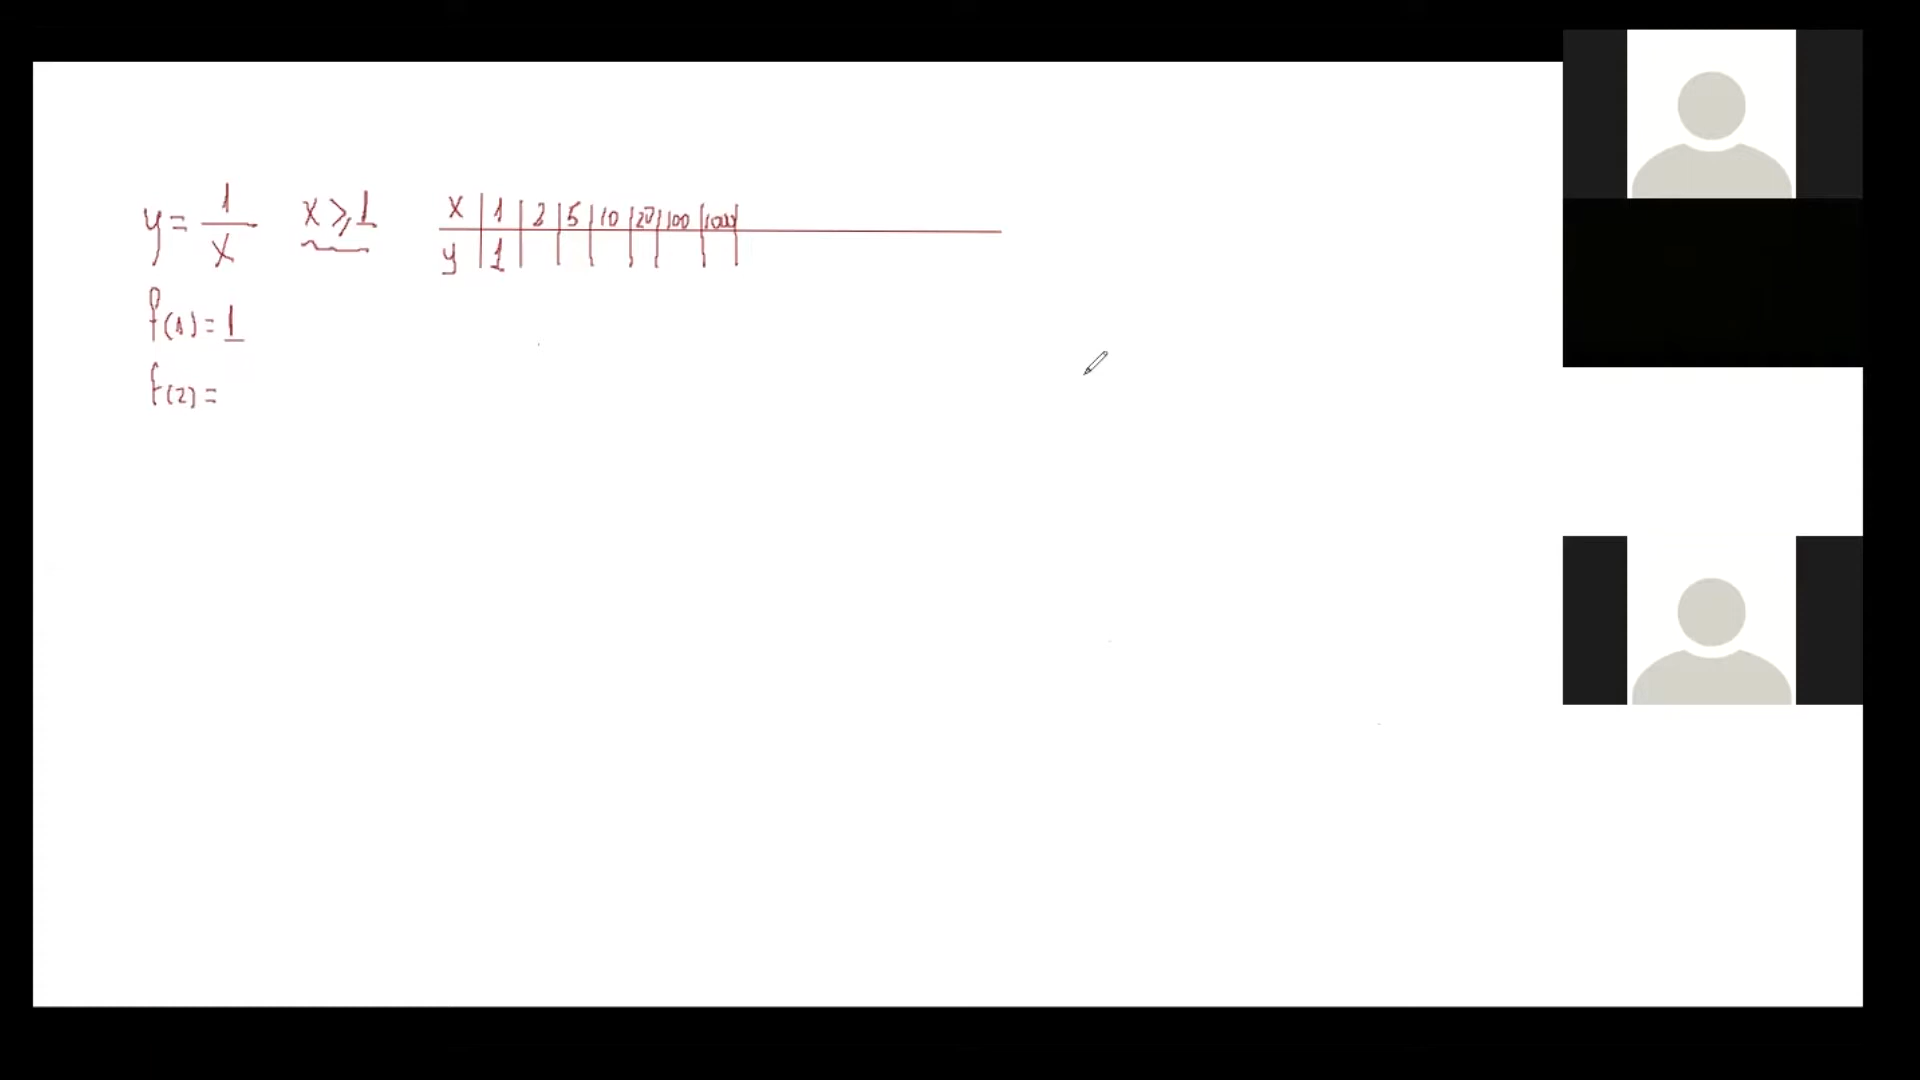 y = 1/x x ≥ 1 x | 1 | 2 | 5 | 10 | 20 | 100 | 1000
y | 1
f(1) = 1
f(2) =